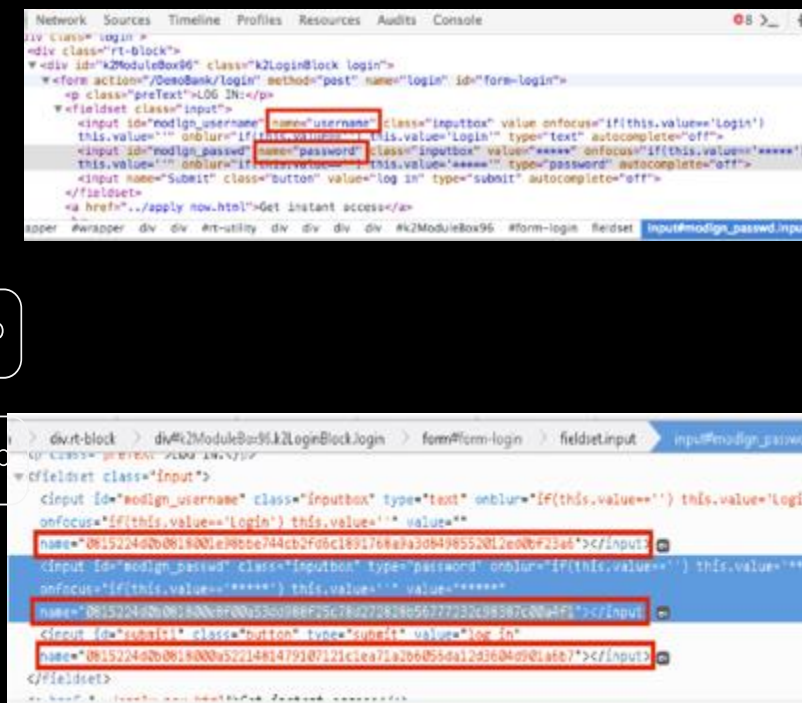 Network Sources Timeline Profiles Resources Audits Console 8
<div class="rt-block">
<div id="k2ModuleBox96" class="k2LoginBlock login">
<form action="/DemoBank/login" method="post" name="login" id="form-login">
<p class="preText">LOG IN:</p>
<fieldset class="input">
<input id="modlgn_username" name="username" class="inputbox" value onfocus="if(this.value=='Login')
this.value=''" onblur="if(this.value=='') this.value='Login'" type="text" autocomplete="off">
<input id="modlgn_passwd" name="password" class="inputbox" value="*****" onfocus="if(this.value=='*****')
this.value=''" onblur="if(this.value=='') this.value='*****'" type="password" autocomplete="off">
<input name="Submit" class="button" value="log in" type="submit" autocomplete="off">
</fieldset>
<a href="../apply_now.html">Get instant access</a>
#wrapper div div #rt-utility div div div div #k2ModuleBox96 #form-login fieldset input#modlgn_passwd.inpu
div.rt-block div#k2ModuleBox96.k2LoginBlock.login form#form-login fieldset.input input#modlgn_passwd
<fieldset class="input">
<input id="modlgn_username" class="inputbox" type="text" onblur="if(this.value=='') this.value='Logi
onfocus="if(this.value=='Login') this.value=''" value=""
></input>
<input id="modlgn_passwd" class="inputbox" type="password" onblur="if(this.value=='') this.value='**
onfocus="if(this.value=='*****') this.value=''" value="*****"
></input>
<input id="submit1" class="button" type="submit" value="log in"
></input>
</fieldset>